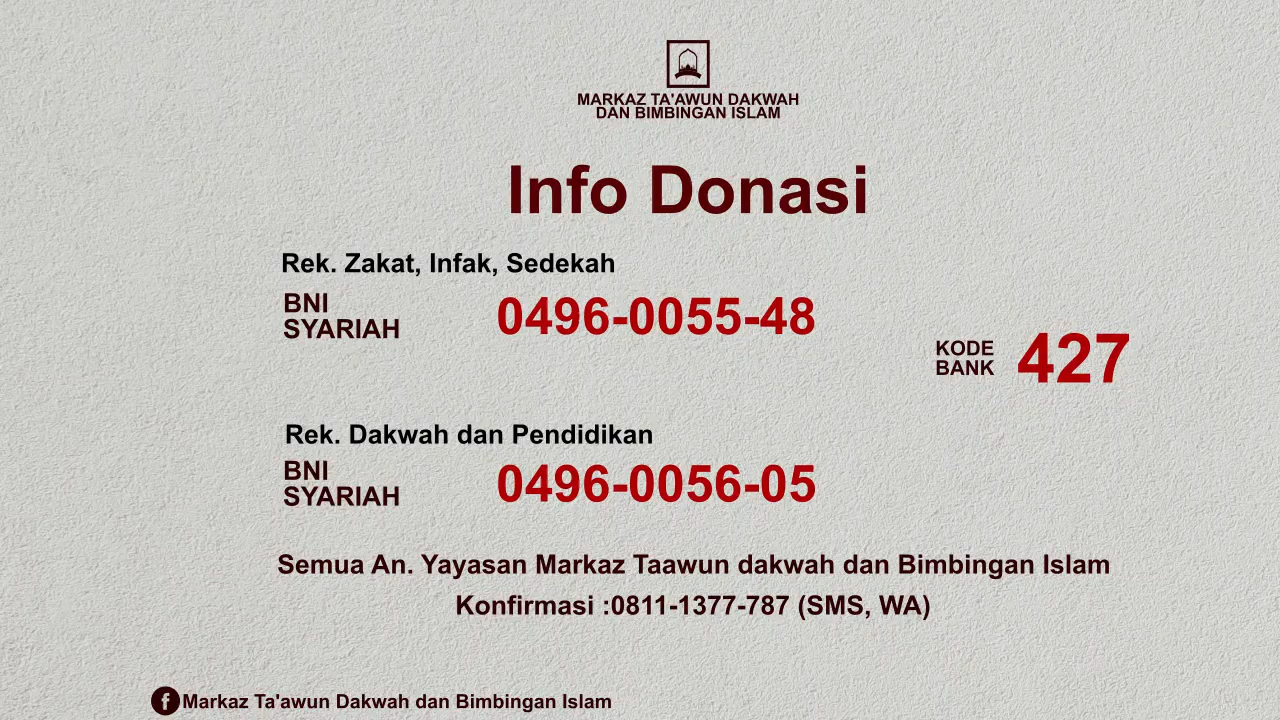 MARKAZ TA'AWUN DAKWAH
DAN BIMBINGAN ISLAM
Info Donasi
Rek. Zakat, Infak, Sedekah
BNI
SYARIAH
0496-0055-48
KODE
BANK
427
Rek. Dakwah dan Pendidikan
BNI
SYARIAH
0496-0056-05
Semua An. Yayasan Markaz Taawun dakwah dan Bimbingan Islam
Konfirmasi :0811-1377-787 (SMS, WA)
Markaz Ta'awun Dakwah dan Bimbingan Islam